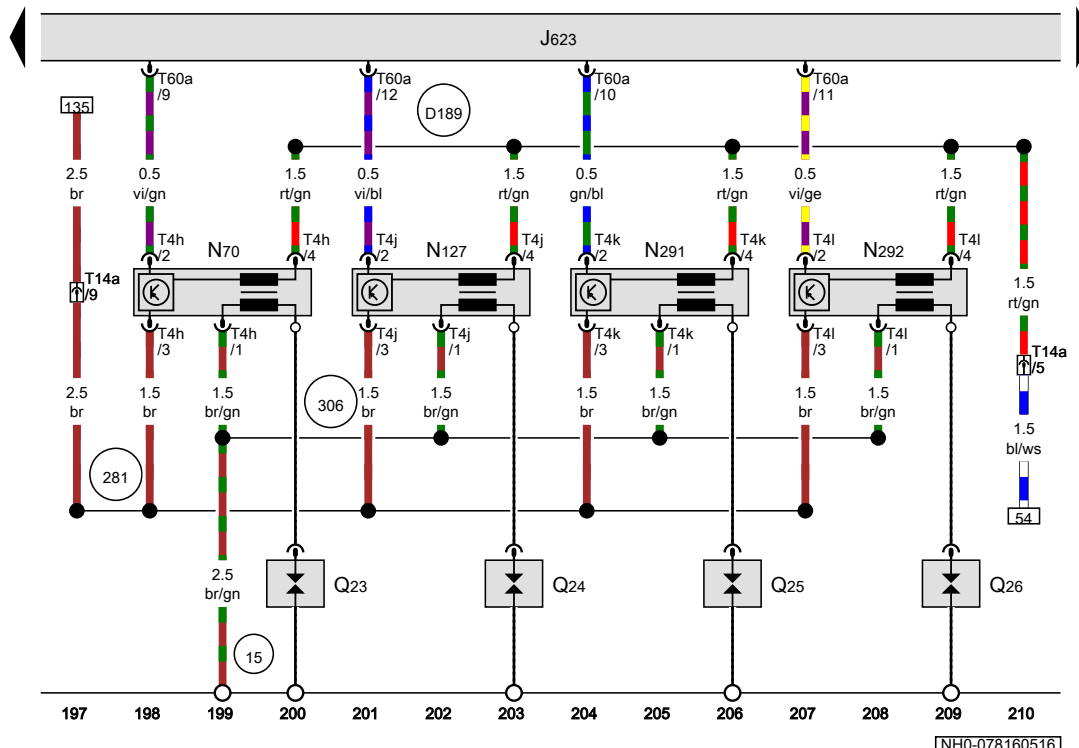 J623
T60a
/9
T60a
/12
T60a
/10
T60a
/11
D189
135
2.5
br
0.5
vi/gn
1.5
rt/gn
0.5
vi/bl
1.5
rt/gn
0.5
gn/bl
1.5
rt/gn
0.5
vi/ge
1.5
rt/gn
T4h
/2
N70
T4h
/4
T4j
/2
N127
T4j
/4
T4k
/2
N291
T4k
/4
T4l
/2
N292
T4l
/4
T14a
/9
1.5
rt/gn
T4h
/3
T4h
/1
T4j
/3
T4j
/1
T4k
/3
T4k
/1
T4l
/3
T4l
/1
T14a
/5
2.5
br
1.5
br
1.5
br/gn
306
1.5
br
1.5
br/gn
1.5
br
1.5
br/gn
1.5
br
1.5
br/gn
1.5
bl/ws
281
54
2.5
br/gn
Q23
Q24
Q25
Q26
15
197 198 199 200 201 202 203 204 205 206 207 208 209 210
NH0-078160516